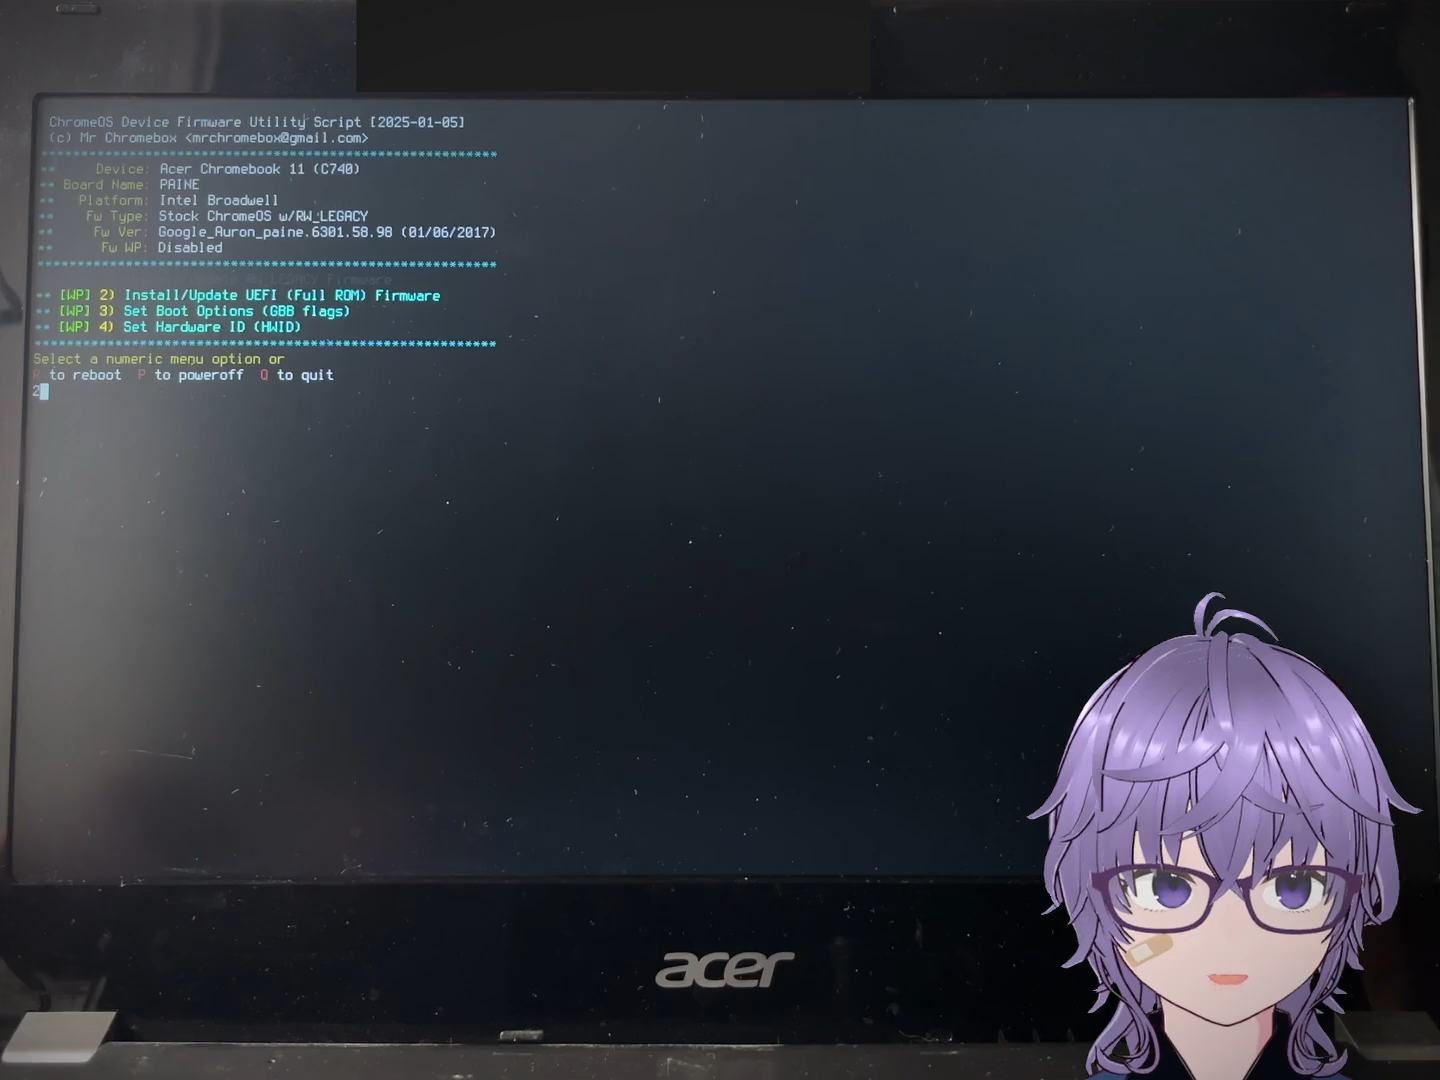 ChromeOS Device Firmware Utility Script [2025-01-05]
(c) Mr Chromebox <mrchromebox@gmail.com>
*********************************************************
** Device: Acer Chromebook 11 (C740)
** Board Name: PAINE
** Platform: Intel Broadwell
** Fw Type: Stock ChromeOS w/RW_LEGACY
** Fw Ver: Google_Auron_paine.6301.58.98 (01/06/2017)
** Fw WP: Disabled
*********************************************************
RW_LEGACY Firmware
** [WP] 2) Install/Update UEFI (Full ROM) Firmware
** [WP] 3) Set Boot Options (GBB flags)
** [WP] 4) Set Hardware ID (HWID)
*********************************************************
Select a numeric menu option or
R to reboot P to poweroff Q to quit
2
acer